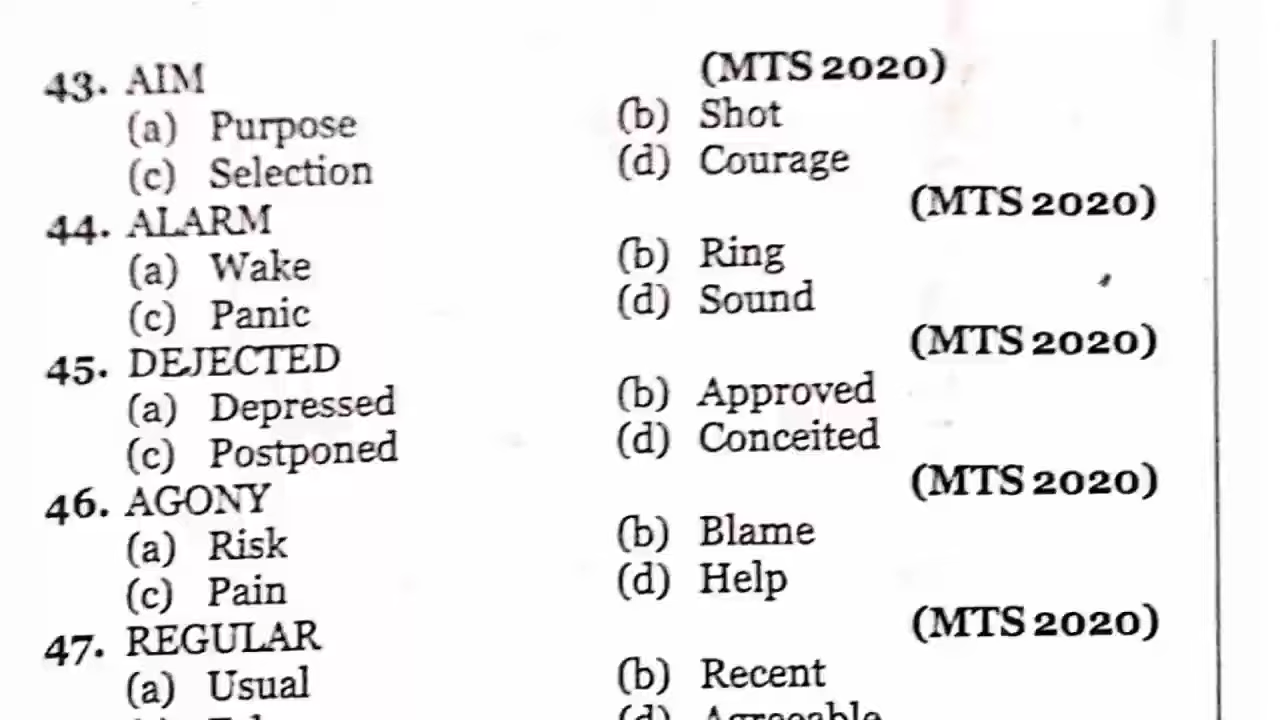 43. AIM (MTS 2020)
(a) Purpose (b) Shot
(c) Selection (d) Courage
44. ALARM (MTS 2020)
(a) Wake (b) Ring
(c) Panic (d) Sound
45. DEJECTED (MTS 2020)
(a) Depressed (b) Approved
(c) Postponed (d) Conceited
46. AGONY (MTS 2020)
(a) Risk (b) Blame
(c) Pain (d) Help
47. REGULAR (MTS 2020)
(a) Usual (b) Recent
(d) Agreeable